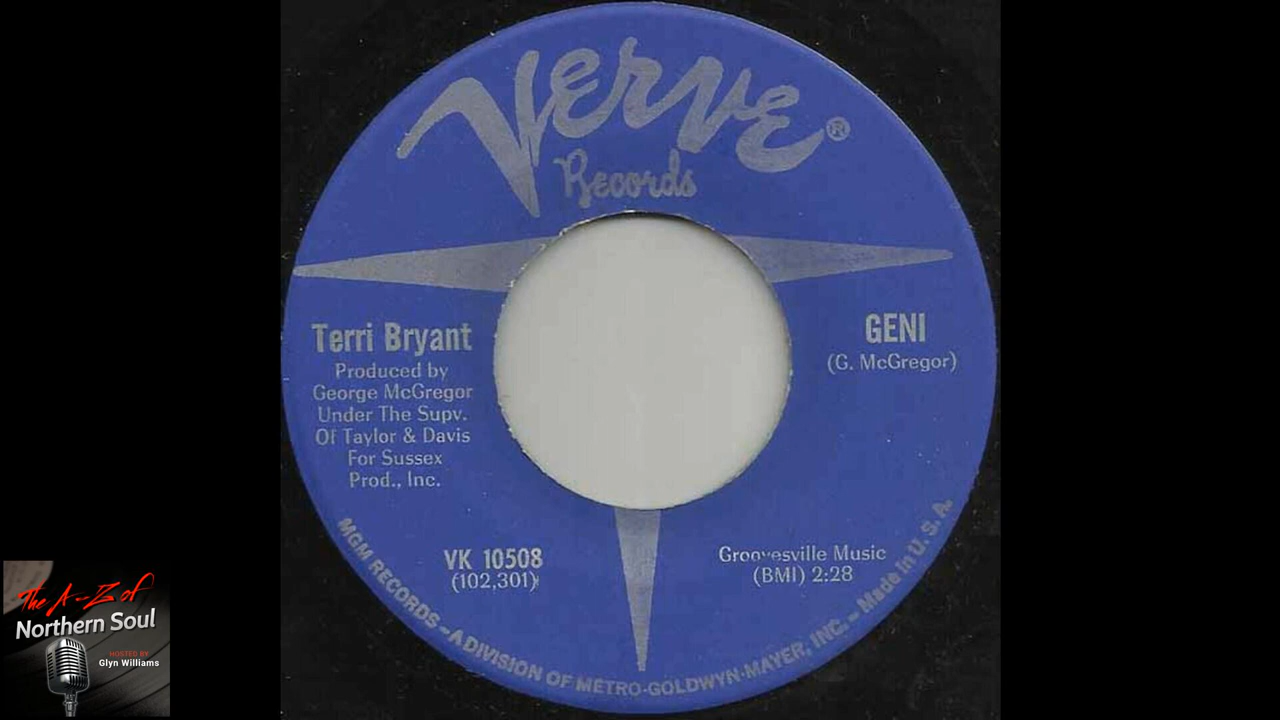 Verve®
Records
Terri Bryant
Produced by
George McGregor
Under The Supv.
Of Taylor & Davis
For Sussex
Prod., Inc.
GENI
(G. McGregor)
VK 10508
(102,301)
Groovesville Music
(BMI) 2:28
MGM RECORDS - A DIVISION OF METRO-GOLDWYN-MAYER, INC. - Made in U. S. A.
The A-Z of
Northern Soul
HOSTED BY
Glyn Williams